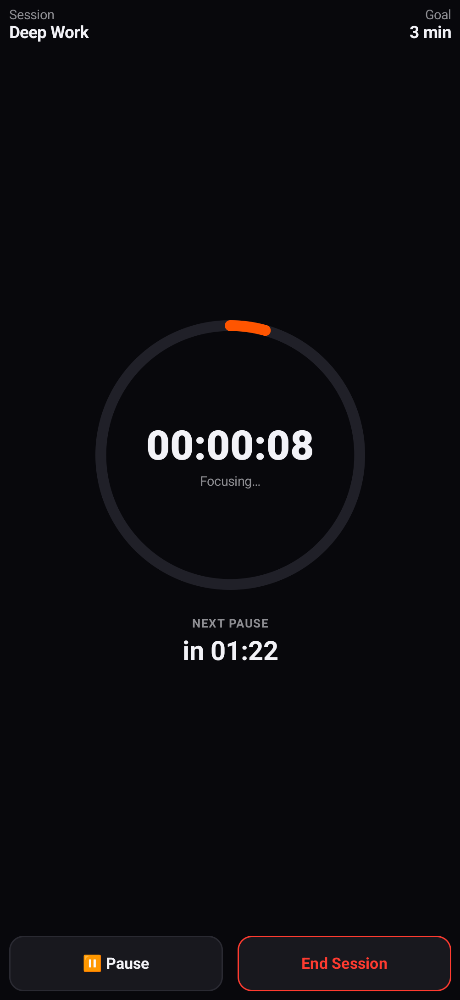 Session
Deep Work
Goal
3 min
00:00:08
Focusing...
NEXT PAUSE
in 01:22
⏸️ Pause
End Session